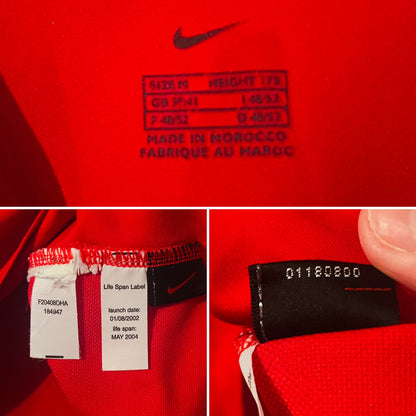 SIZE M HEIGHT 178
GB 39/41 I 48/52
F 48/52 D 48/52
MADE IN MOROCCO
FABRIQUE AU MAROC
F20408DHA
184947
Life Span Label
launch date:
01/08/2002
life span:
MAY 2004
01180800